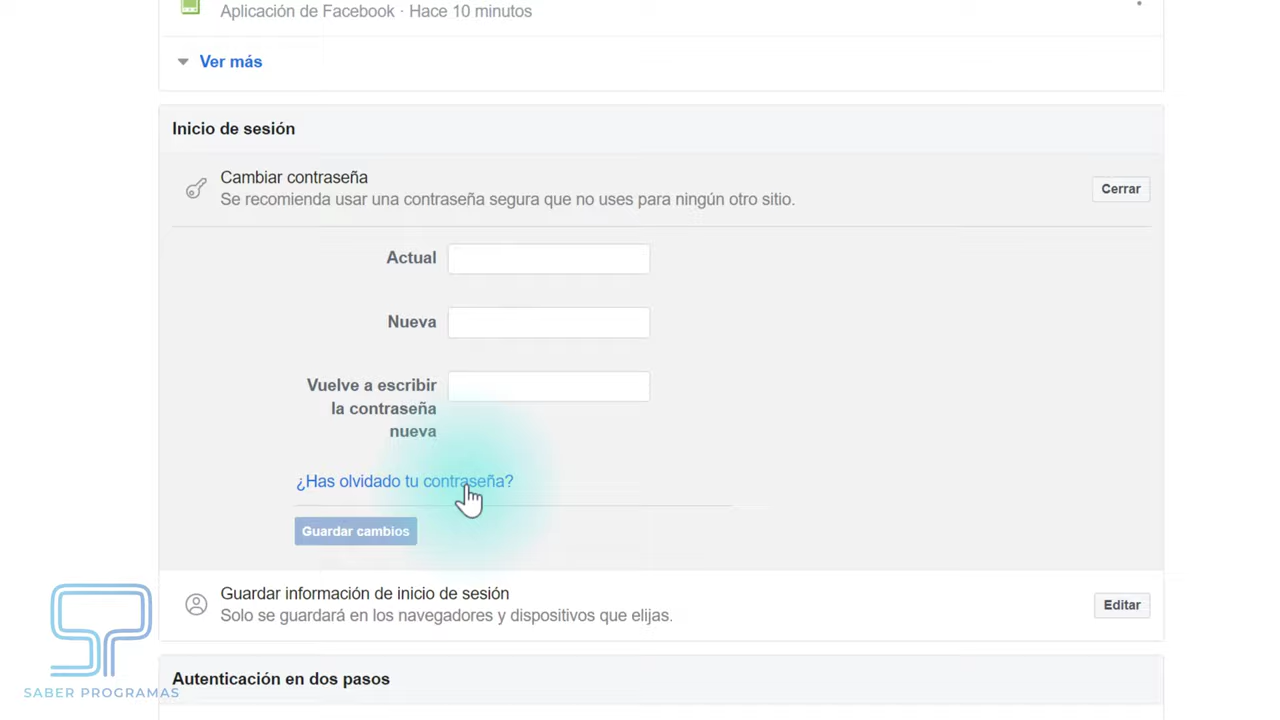 Aplicación de Facebook · Hace 10 minutos
Ver más
Inicio de sesión
Cambiar contraseña
Se recomienda usar una contraseña segura que no uses para ningún otro sitio.
Cerrar
Actual
Nueva
Vuelve a escribir
la contraseña
nueva
¿Has olvidado tu contraseña?
Guardar cambios
Guardar información de inicio de sesión
Solo se guardará en los navegadores y dispositivos que elijas.
Editar
SABER PROGRAMAS
Autenticación en dos pasos